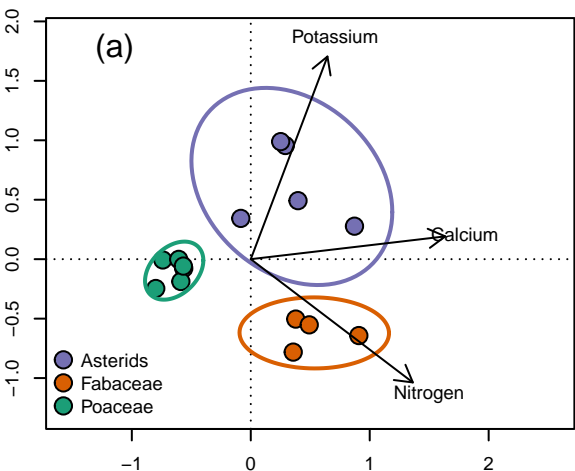 2.0
(a)
Potassium
1.5
1.0
0.5
Calcium
0.0
−0.5
Nitrogen
−1.0
Asterids
Fabaceae
Poaceae
−1 0 1 2